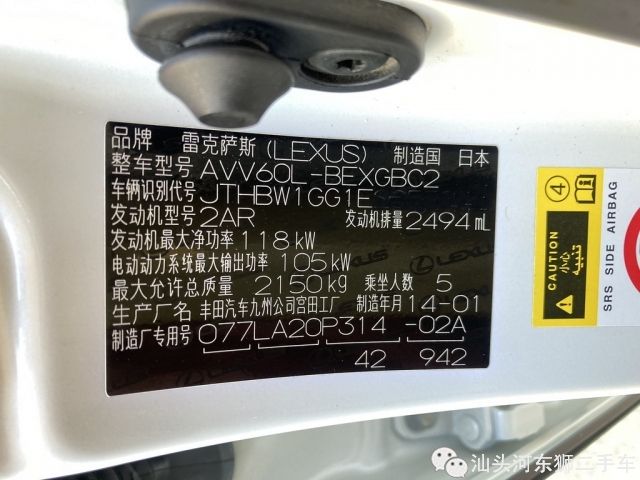 品牌 雷克萨斯(LEXUS) 制造国 日本
整车型号 AVV60L-BEXGBC2
车辆识别代号 JTHBW1GG1E
发动机型号 2AR 发动机排量 2494 mL
发动机最大净功率 118 kW
电动动力系统最大输出功率 105 kW
最大允许总质量 2150 kg 乘坐人数 5
生产厂名 丰田汽车九州公司宫田工厂 制造年月 14-01
制造厂专用号 077LA20P314-02A
42 942
CAUTION
小心
تنبيه
SRS SIDE AIRBAG
汕头河东狮二手车